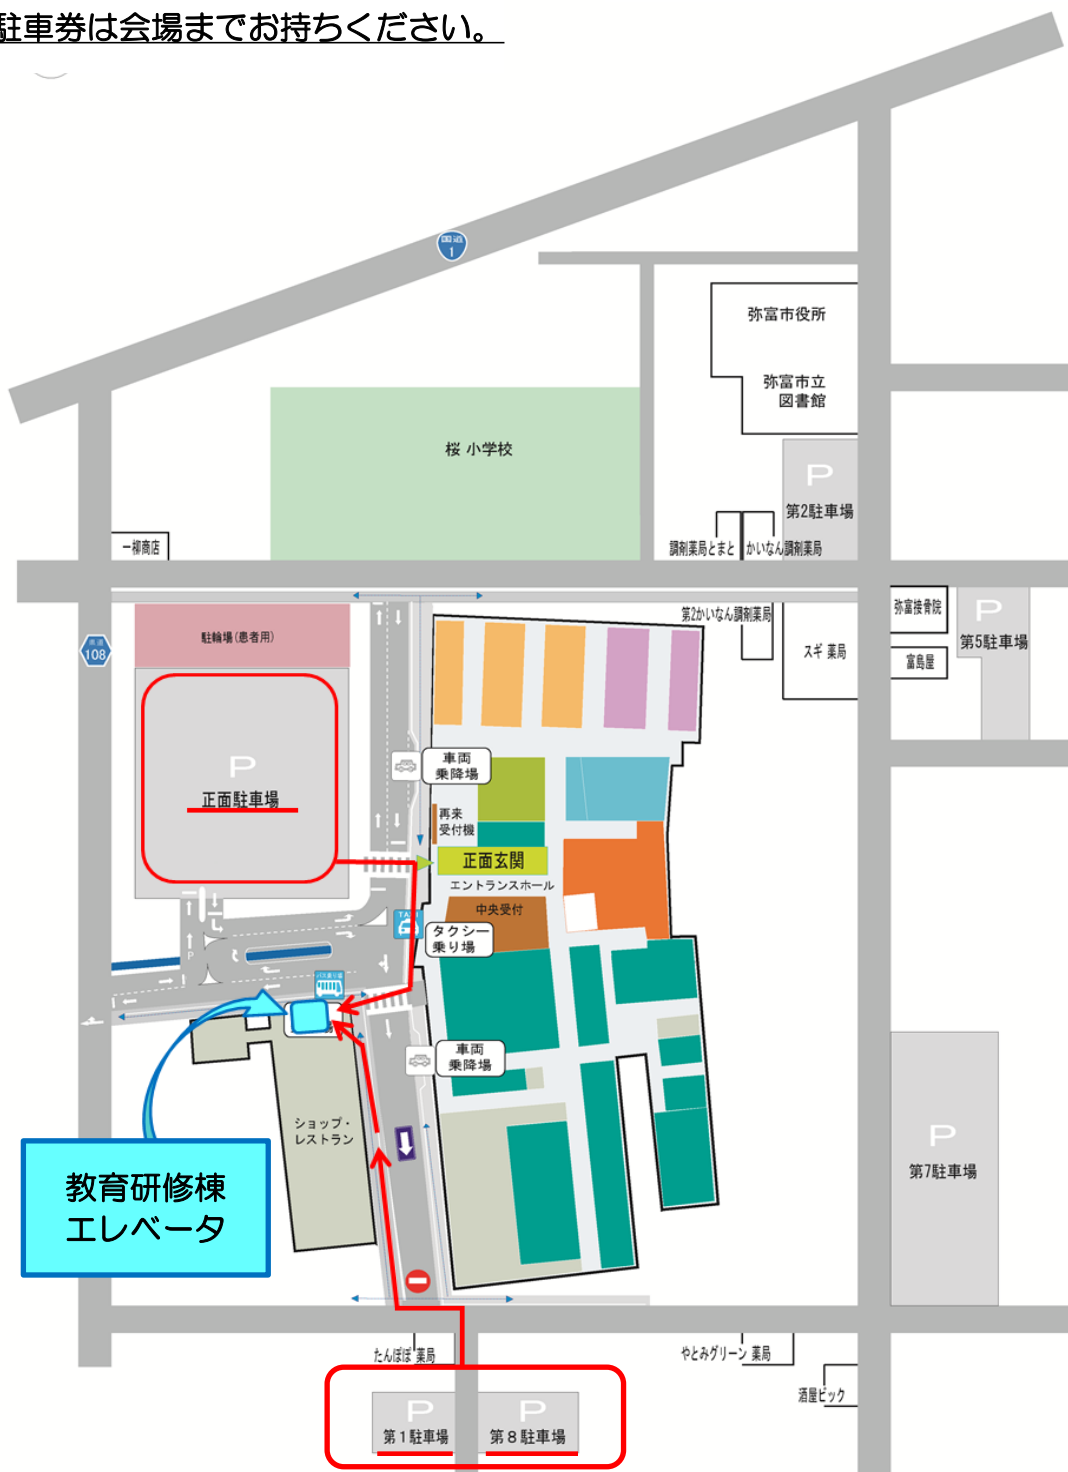 駐車券は会場までお持ちください。
国道
1
弥富市役所
弥富市立
図書館
桜 小学校
P
第2駐車場
一柳商店
調剤薬局とまと
かいなん調剤薬局
第2かいなん調剤薬局
弥富接骨院
P
第5駐車場
駐輪場(患者用)
県道
108
スギ 薬局
富島屋
P
正面駐車場
車両
乗降場
再来
受付機
正面玄関
エントランスホール
中央受付
TAXI
タクシー
乗り場
P
バス乗り場
車両
乗降場
ショップ・
レストラン
P
第7駐車場
教育研修棟
エレベータ
たんぽぽ 薬局
やとみグリーン 薬局
酒屋ビック
P
第1駐車場
P
第8駐車場